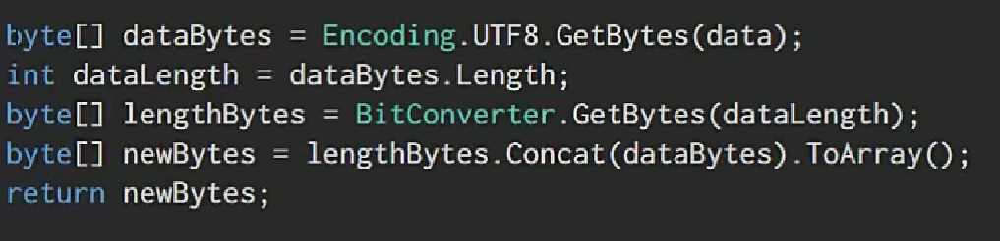 byte[] dataBytes = Encoding.UTF8.GetBytes(data);
int dataLength = dataBytes.Length;
byte[] lengthBytes = BitConverter.GetBytes(dataLength);
byte[] newBytes = lengthBytes.Concat(dataBytes).ToArray();
return newBytes;